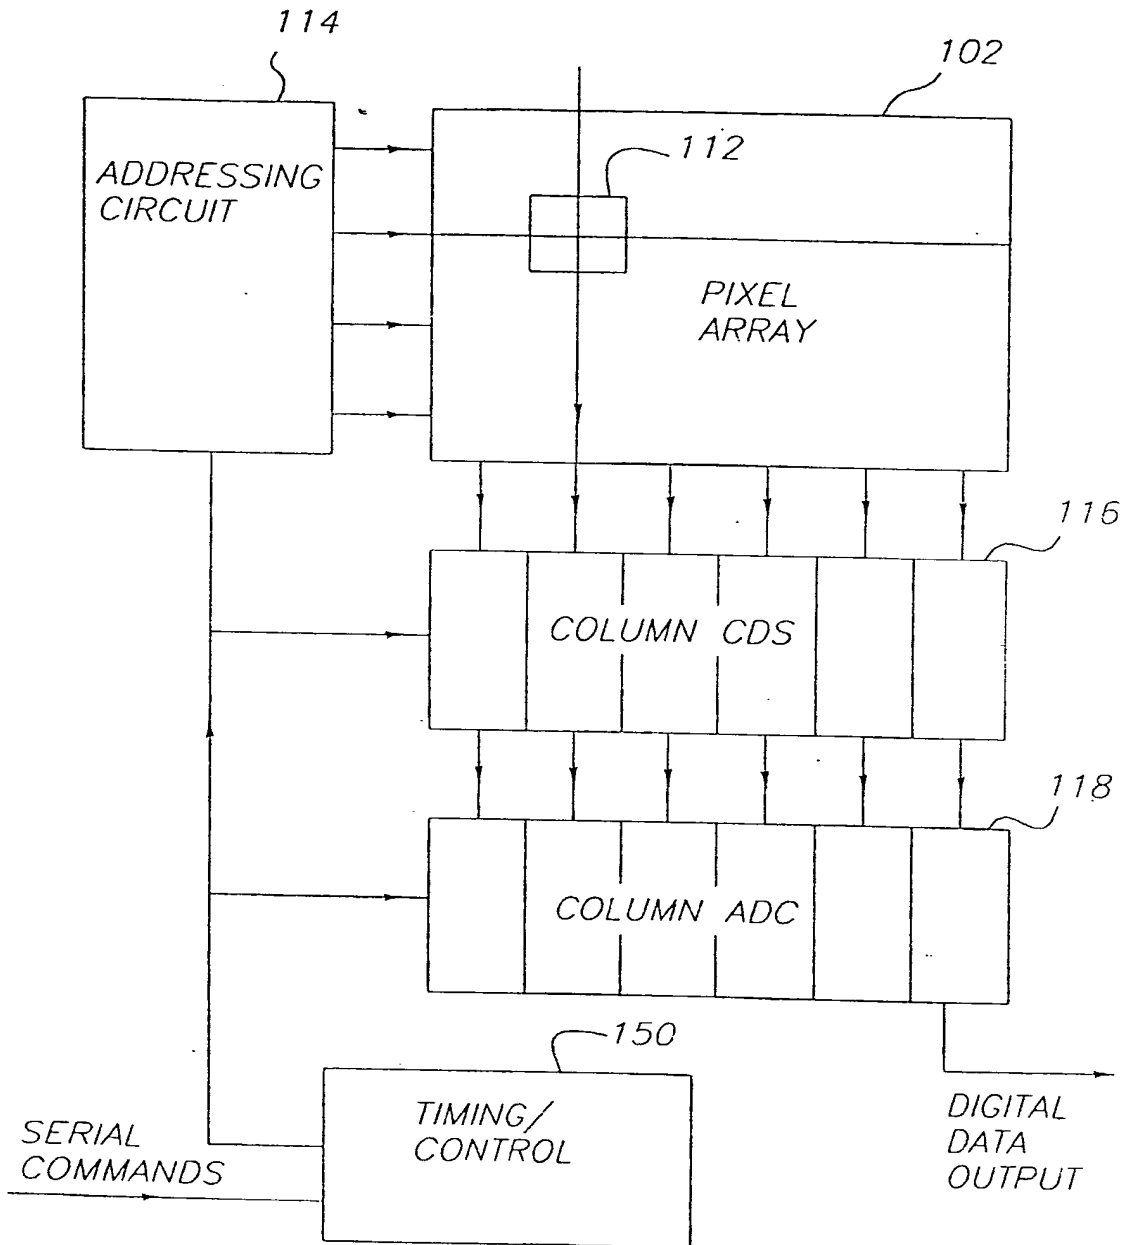 114
102
112
ADDRESSING
CIRCUIT
PIXEL
ARRAY
116
COLUMN CDS
118
COLUMN ADC
150
TIMING/
CONTROL
SERIAL
COMMANDS
DIGITAL
DATA
OUTPUT